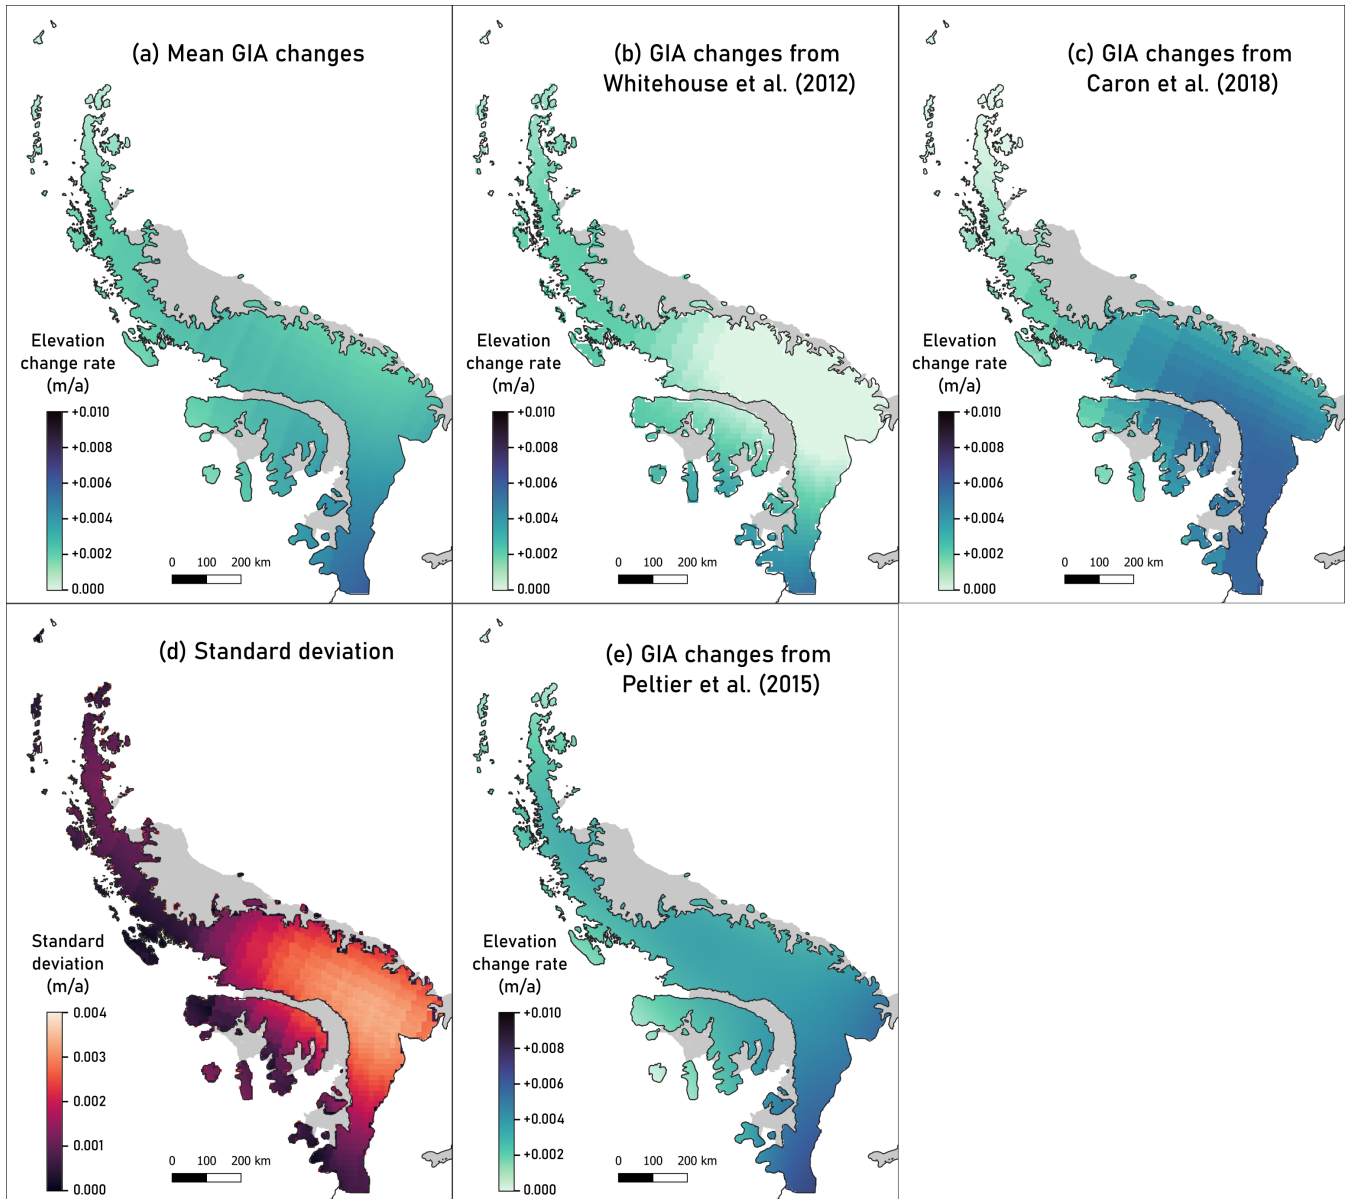 (a) Mean GIA changes
Elevation
change rate
(m/a)
+0.010
+0.008
+0.006
+0.004
+0.002
0.000
0 100 200 km
(b) GIA changes from
Whitehouse et al. (2012)
Elevation
change rate
(m/a)
+0.010
+0.008
+0.006
+0.004
+0.002
0.000
0 100 200 km
(c) GIA changes from
Caron et al. (2018)
Elevation
change rate
(m/a)
+0.010
+0.008
+0.006
+0.004
+0.002
0.000
0 100 200 km
(d) Standard deviation
Standard
deviation
(m/a)
0.004
0.003
0.002
0.001
0.000
0 100 200 km
(e) GIA changes from
Peltier et al. (2015)
Elevation
change rate
(m/a)
+0.010
+0.008
+0.006
+0.004
+0.002
0.000
0 100 200 km